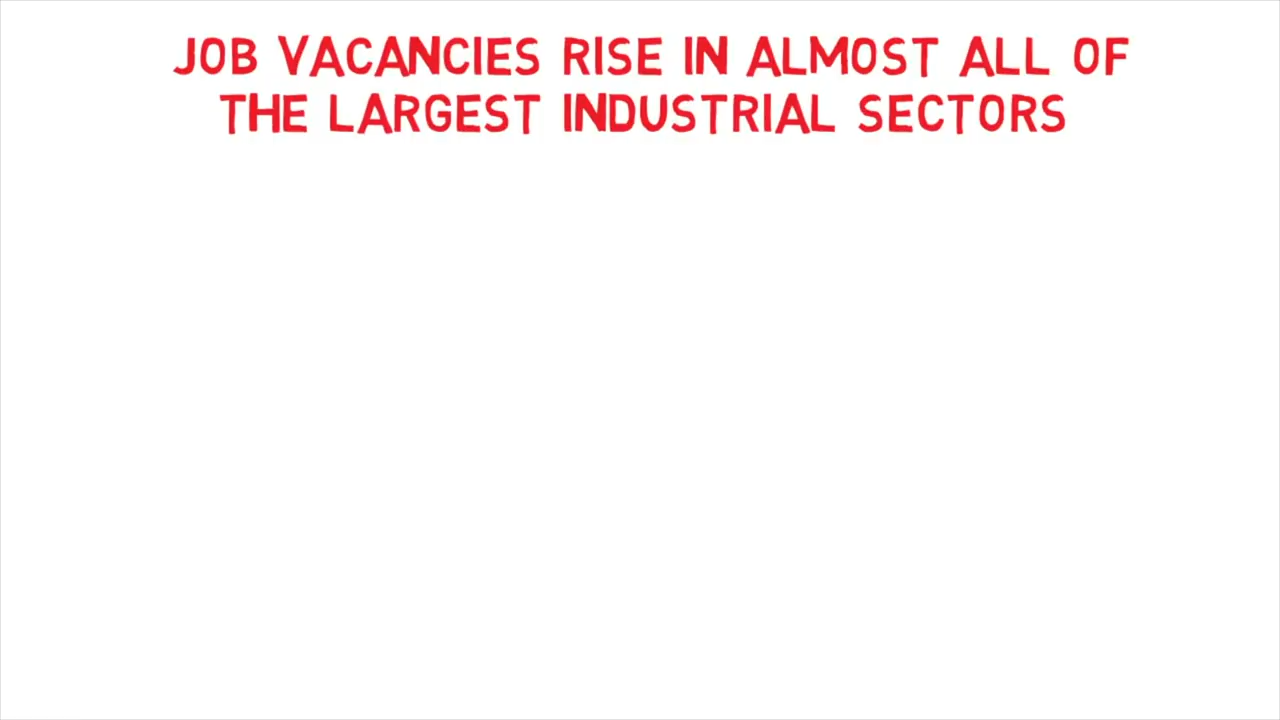 JOB VACANCIES RISE IN ALMOST ALL OF
THE LARGEST INDUSTRIAL SECTORS